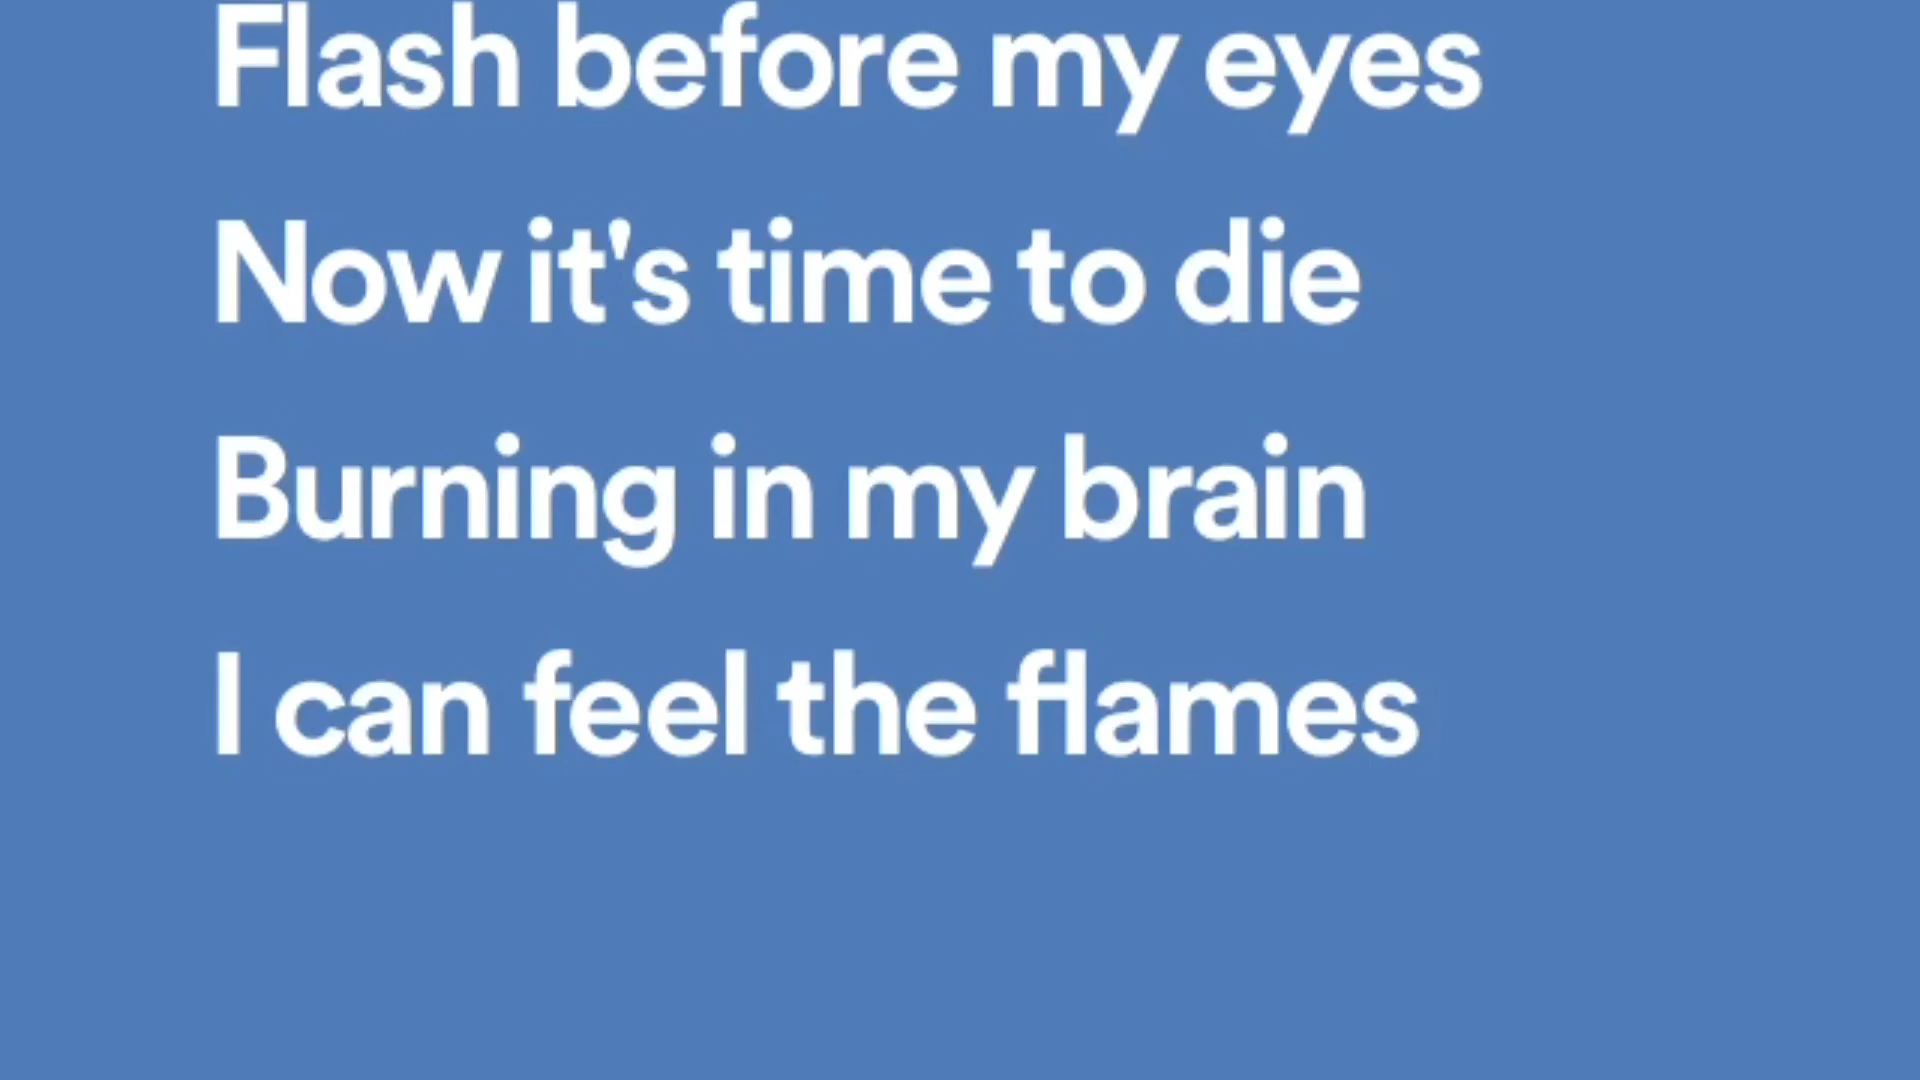 Flash before my eyes
Now it's time to die
Burning in my brain
I can feel the flames